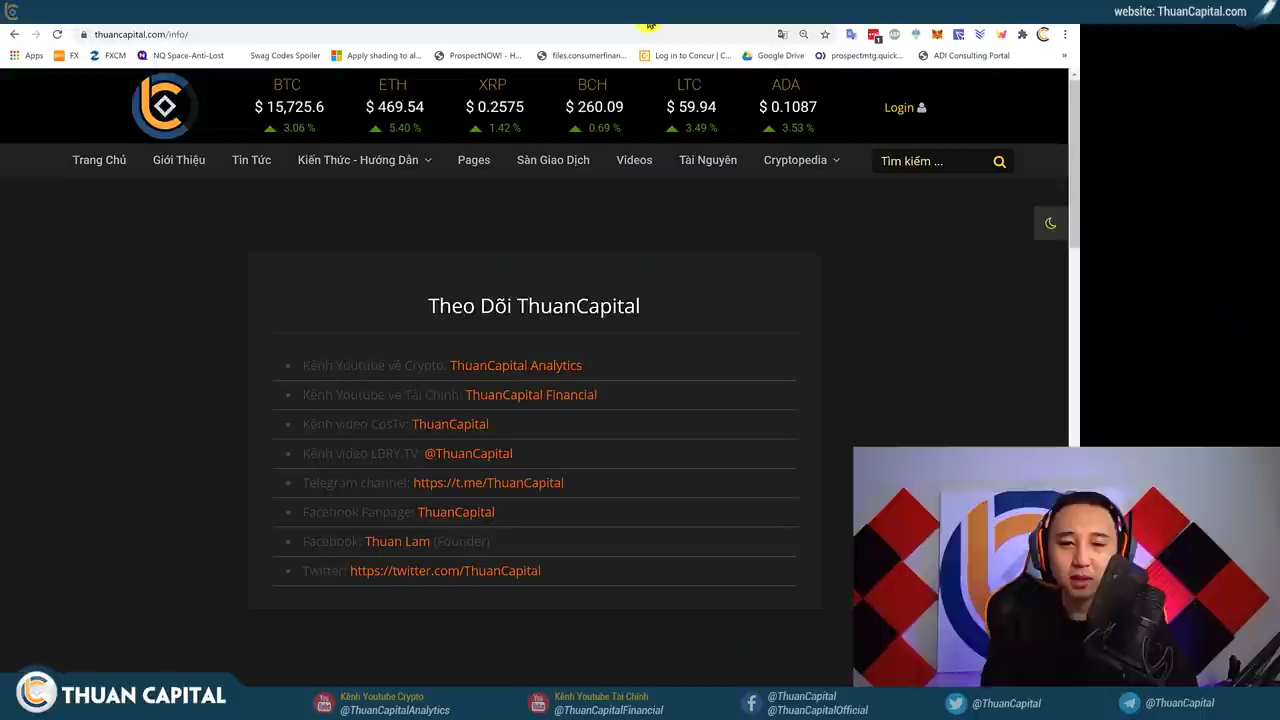 website: ThuanCapital.com
thuancapital.com/info/
Apps
FX
FXCM
NQ Space-Anti-Lost
Swag Codes Spoiler
Apply shading to al...
ProspectNOW! - H...
files.consumerfinan...
Log in to Concur | C...
Google Drive
prospectmtg.quick...
ADI Consulting Portal
»
BTC ETH XRP BCH LTC ADA
$ 15,725.6 $ 469.54 $ 0.2575 $ 260.09 $ 59.94 $ 0.1087
3.06 % 5.40 % 1.42 % 0.69 % 3.49 % 3.53 %
Login
Trang Chủ Giới Thiệu Tin Tức Kiến Thức - Hướng Dẫn Pages Sàn Giao Dịch Videos Tài Nguyên Cryptopedia Tìm kiếm ...
Theo Dõi ThuanCapital
Kênh Youtube về Crypto: ThuanCapital Analytics
Kênh Youtube về Tài Chính: ThuanCapital Financial
Kênh video CosTv: ThuanCapital
Kênh video LBRY.TV: @ThuanCapital
Telegram channel: https://t.me/ThuanCapital
Facebook Fanpage: ThuanCapital
Facebook: Thuan Lam (Founder)
Twitter: https://twitter.com/ThuanCapital
THUAN CAPITAL
Kênh Youtube Crypto
@ThuanCapitalAnalytics
Kênh Youtube Tài Chính
@ThuanCapitalFinancial
@ThuanCapital
@ThuanCapitalOfficial
@ThuanCapital
@ThuanCapital